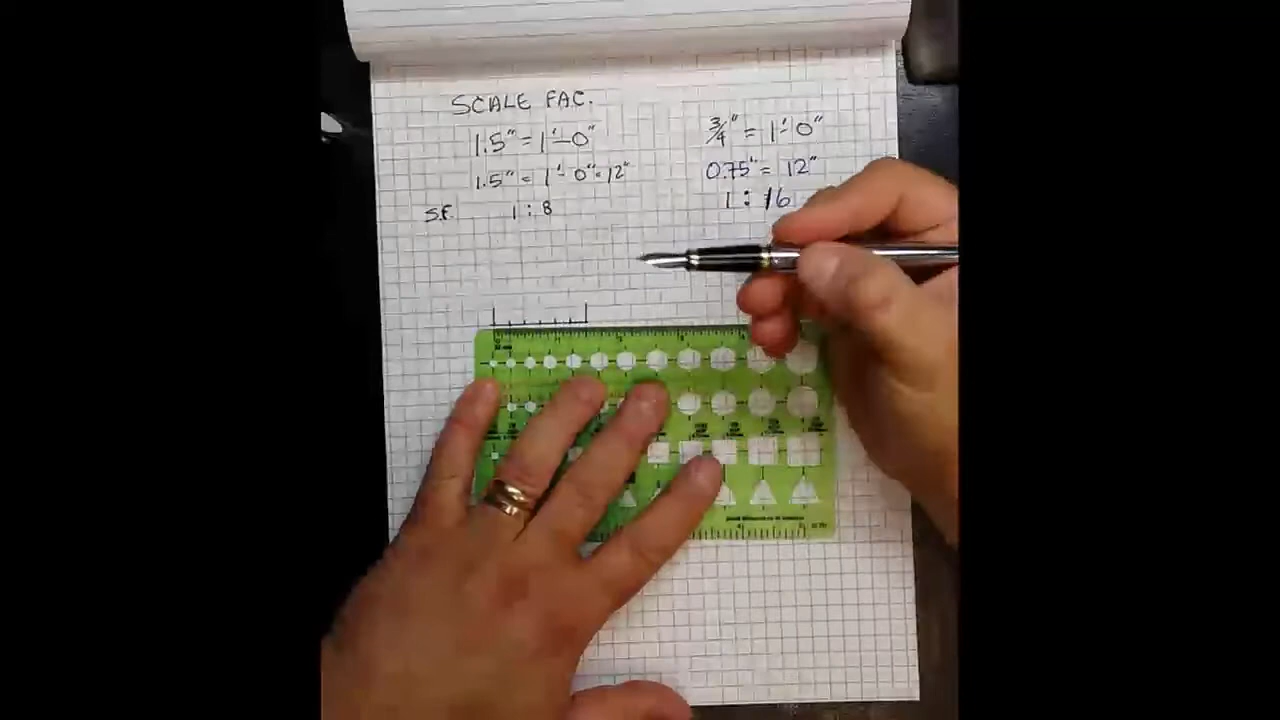 SCALE FAC.
1.5" = 1'-0"
1.5" = 1'-0" = 12"
S.F. 1 : 8
3/4" = 1'-0"
0.75" = 12"
1 : 16